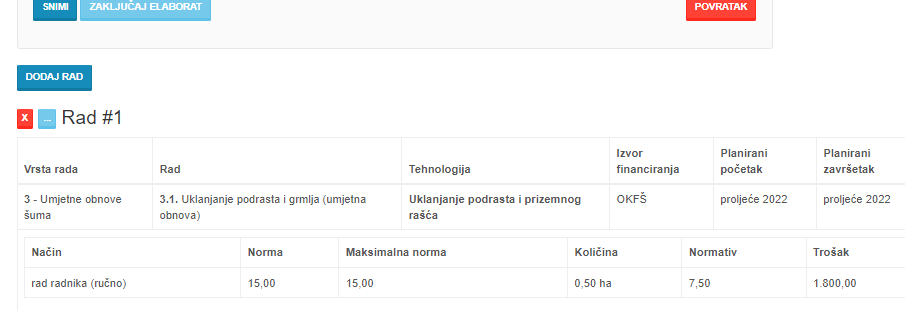 SNIMI ZAKLJUČAJ ELABORAT POVRATAK
DODAJ RAD
X ... Rad #1
Vrsta rada Rad Tehnologija Izvor financiranja Planirani početak Planirani završetak
3 - Umjetne obnove šuma 3.1. Uklanjanje podrasta i grmlja (umjetna obnova) Uklanjanje podrasta i prizemnog rašća OKFŠ proljeće 2022 proljeće 2022
Način Norma Maksimalna norma Količina Normativ Trošak
rad radnika (ručno) 15,00 15,00 0,50 ha 7,50 1.800,00